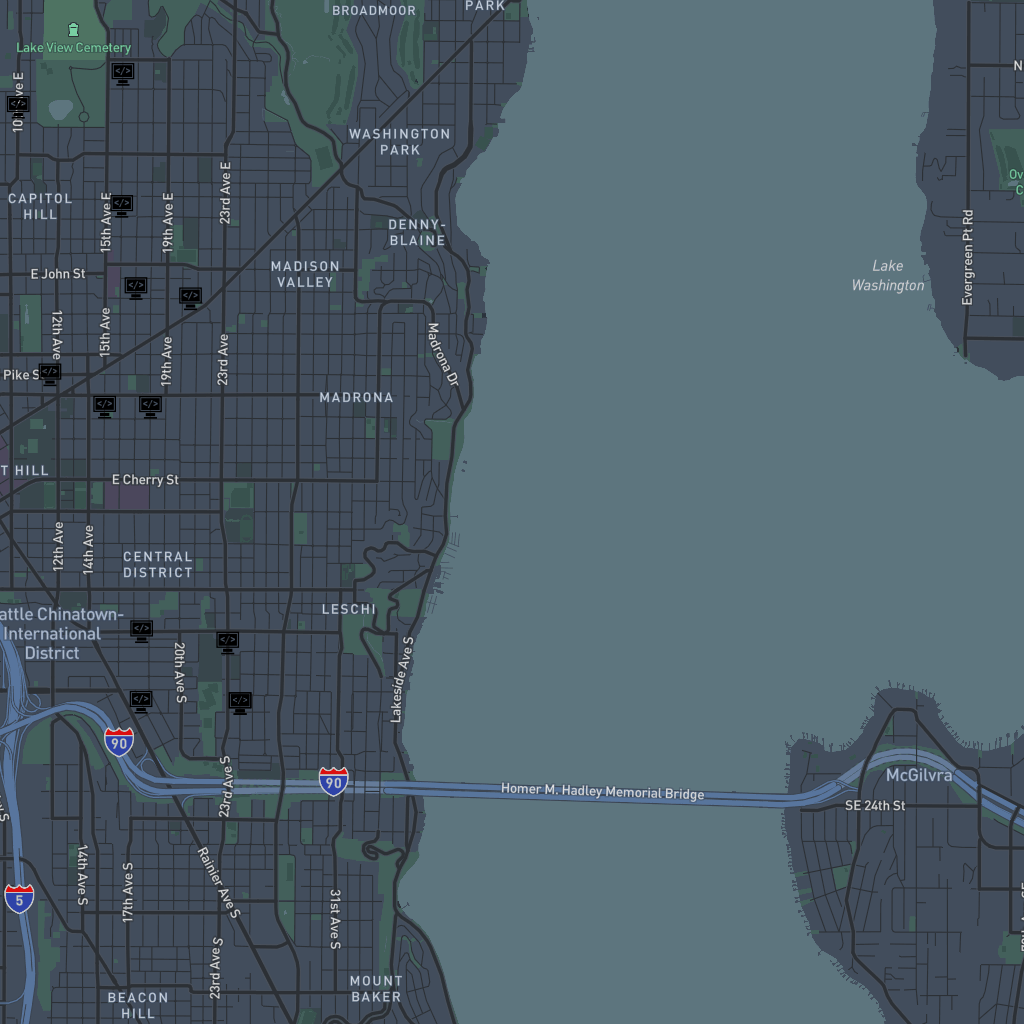 BROADMOOR
PARK
Lake View Cemetery
</>
10th Ave E
</>
N
WASHINGTON
PARK
23rd Ave E
CAPITOL
HILL
15th Ave E
</>
19th Ave E
DENNY-
BLAINE
Evergreen Pt Rd
Lake
Washington
E John St
MADISON
VALLEY
</>
</>
12th Ave
15th Ave
19th Ave
23rd Ave
Madrona Dr
Pike S
</>
MADRONA
</>
</>
T HILL
E Cherry St
12th Ave
14th Ave
CENTRAL
DISTRICT
LESCHI
attle Chinatown-
International
District
</>
</>
20th Ave S
Lakeside Ave S
</>
</>
90
90
23rd Ave S
Homer M. Hadley Memorial Bridge
McGilvra
SE 24th St
14th Ave S
17th Ave S
Rainier Ave S
31st Ave S
5
23rd Ave S
MOUNT
BAKER
BEACON
HILL